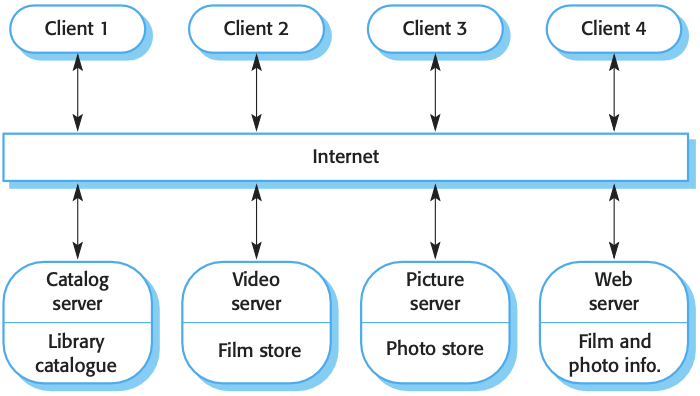 Client 1
Client 2
Client 3
Client 4
Internet
Catalog
server
Library
catalogue
Video
server
Film store
Picture
server
Photo store
Web
server
Film and
photo info.